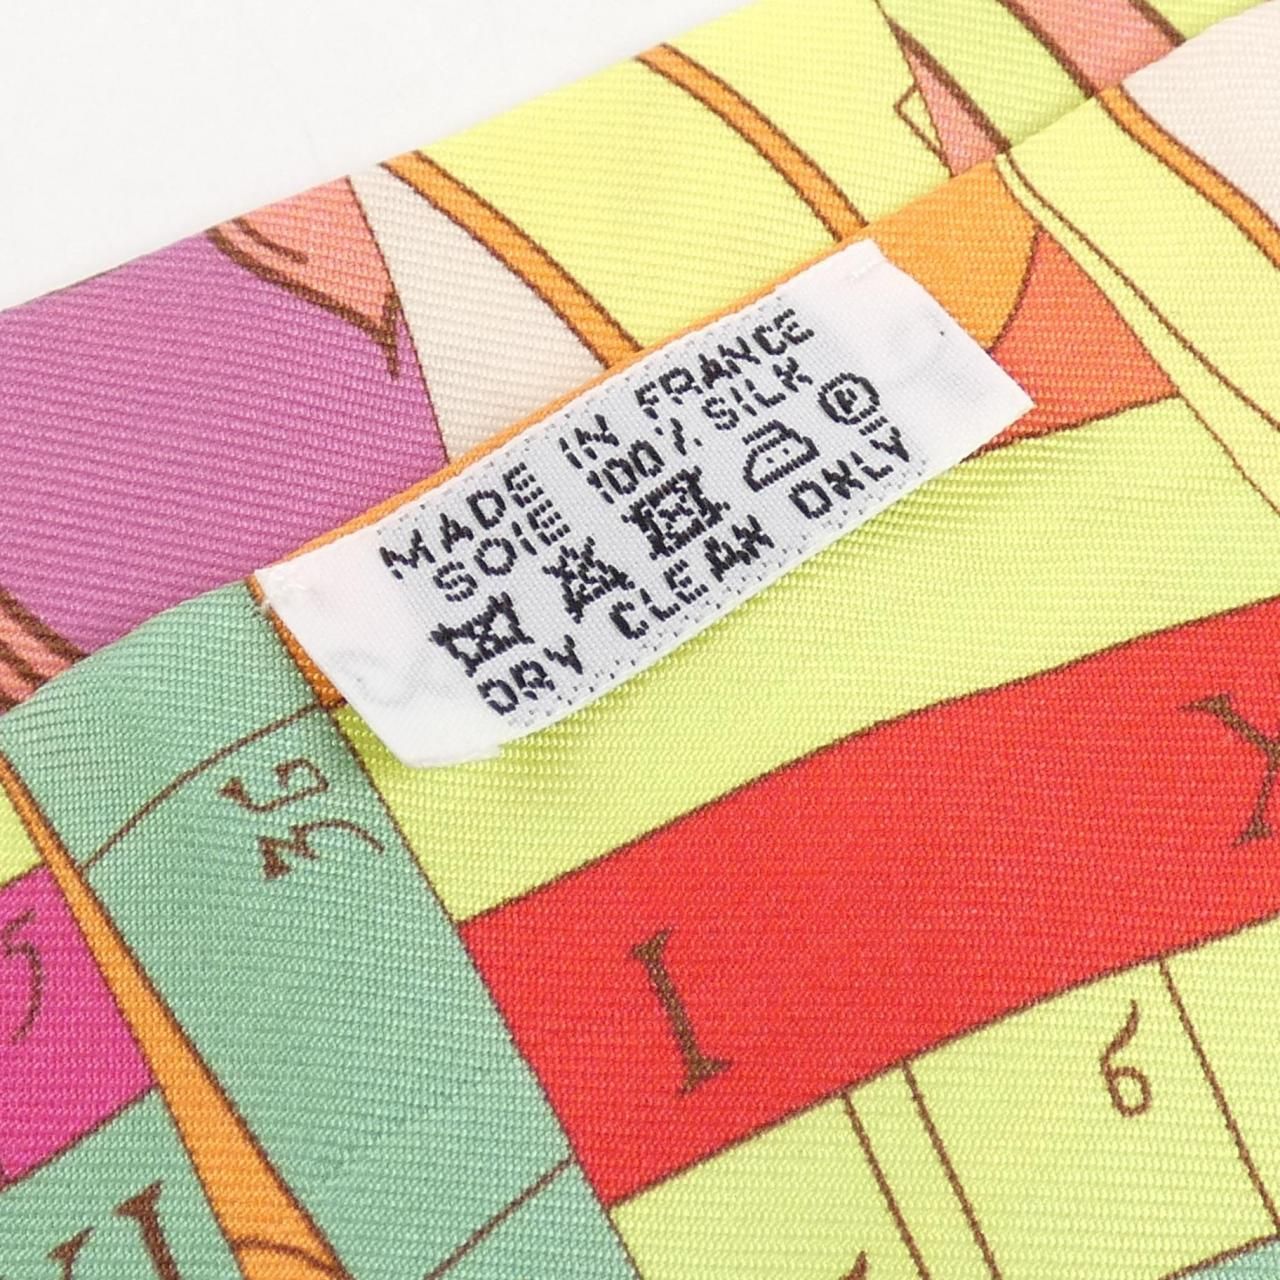 MADE IN FRANCE
SOIE 100% SILK
P
DRY CLEAN ONLY
36
5
I
X
6